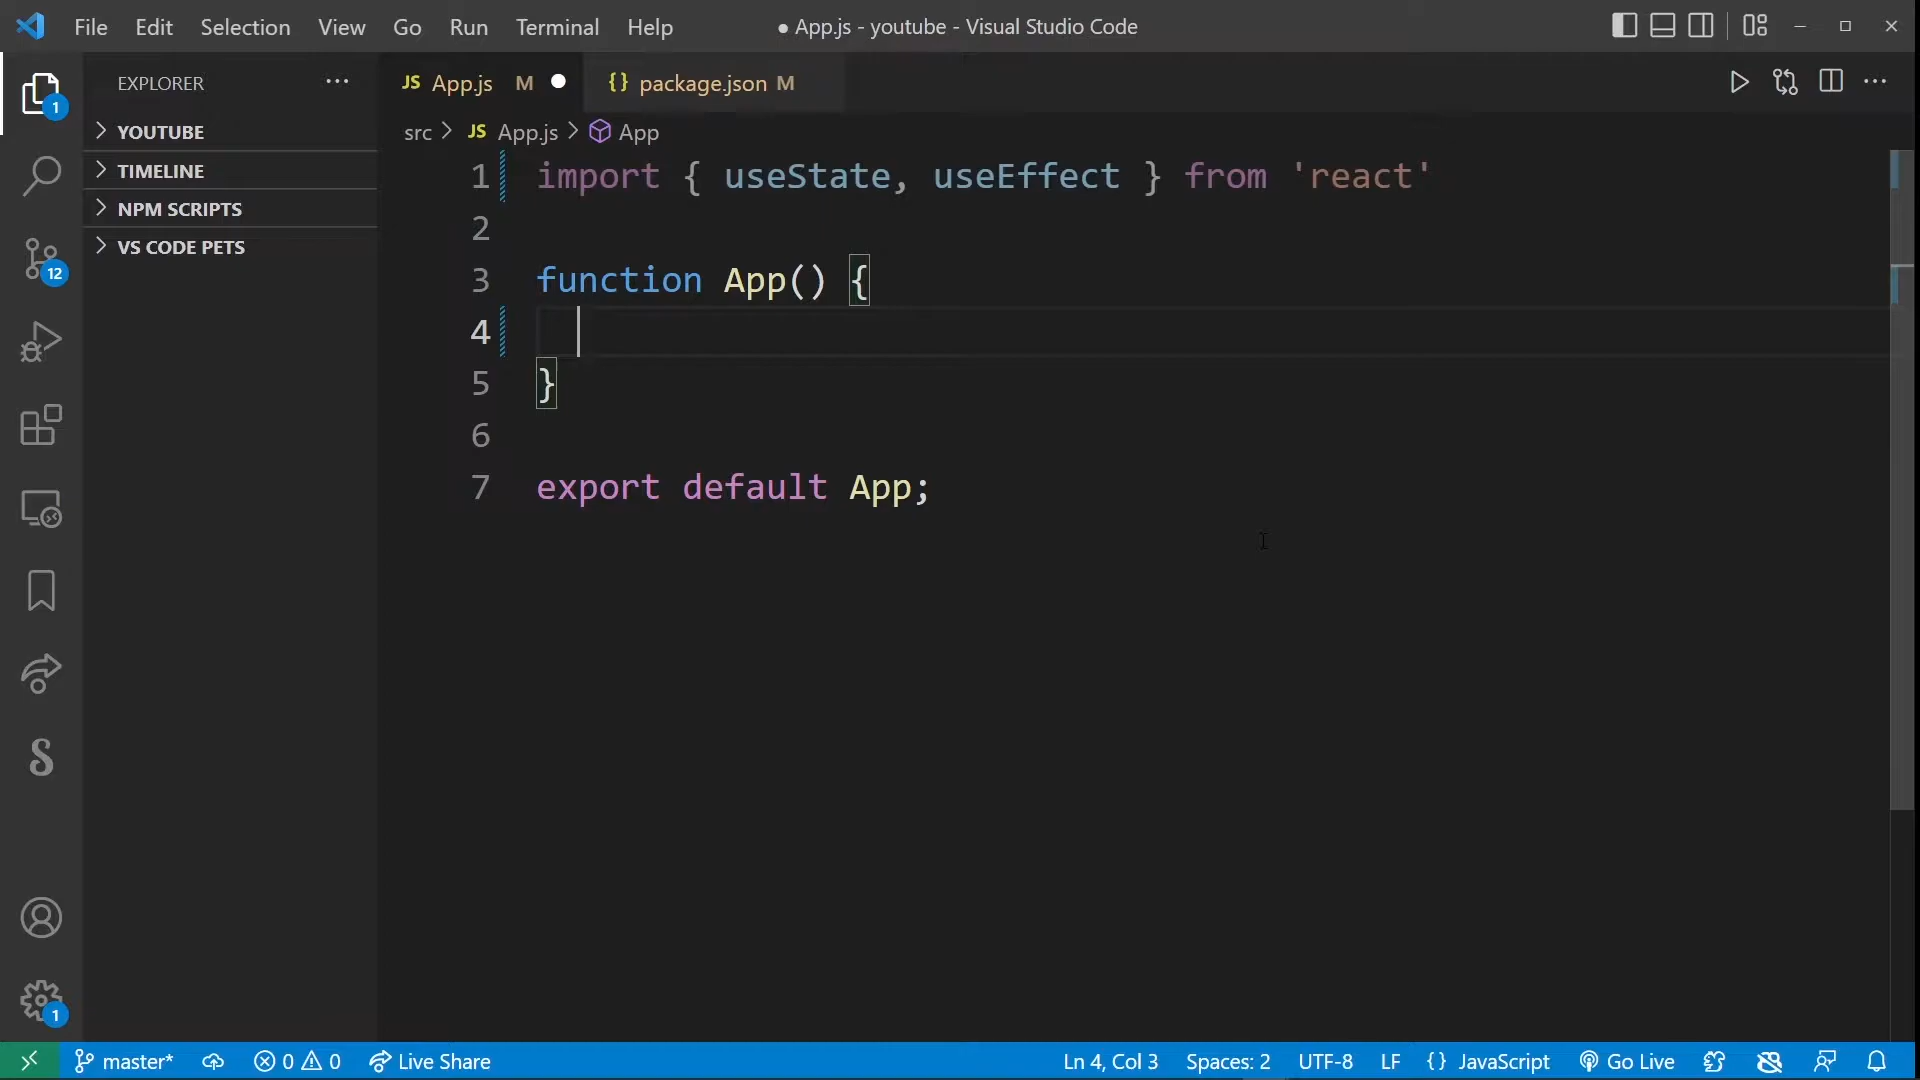 File Edit Selection View Go Run Terminal Help ● App.js - youtube - Visual Studio Code
EXPLORER ···
YOUTUBE
TIMELINE
NPM SCRIPTS
VS CODE PETS
1
12
1
JS App.js M ● {} package.json M
src > JS App.js > App
1 import { useState, useEffect } from 'react'
2
3 function App() {
4
5 }
6
7 export default App;
master* 0 0 Live Share Ln 4, Col 3 Spaces: 2 UTF-8 LF {} JavaScript Go Live